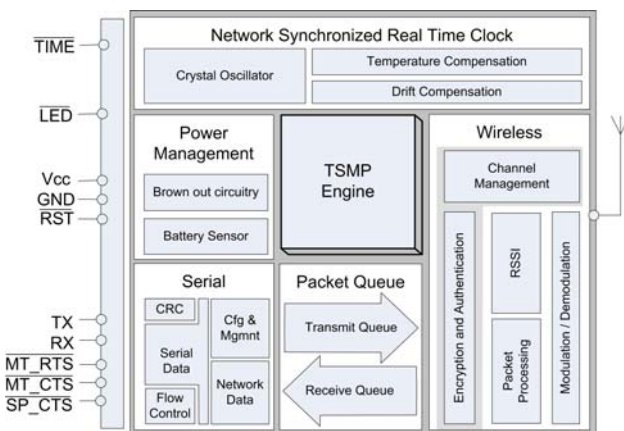 TIME
LED
Vcc
GND
RST
TX
RX
MT_RTS
MT_CTS
SP_CTS
Network Synchronized Real Time Clock
Crystal Oscillator
Temperature Compensation
Drift Compensation
Power
Management
Brown out circuitry
Battery Sensor
TSMP
Engine
Wireless
Channel
Management
Encryption and Authentication
RSSI
Packet
Processing
Modulation / Demodulation
Serial
CRC
Serial
Data
Flow
Control
Cfg &
Mgmnt
Network
Data
Packet Queue
Transmit Queue
Receive Queue